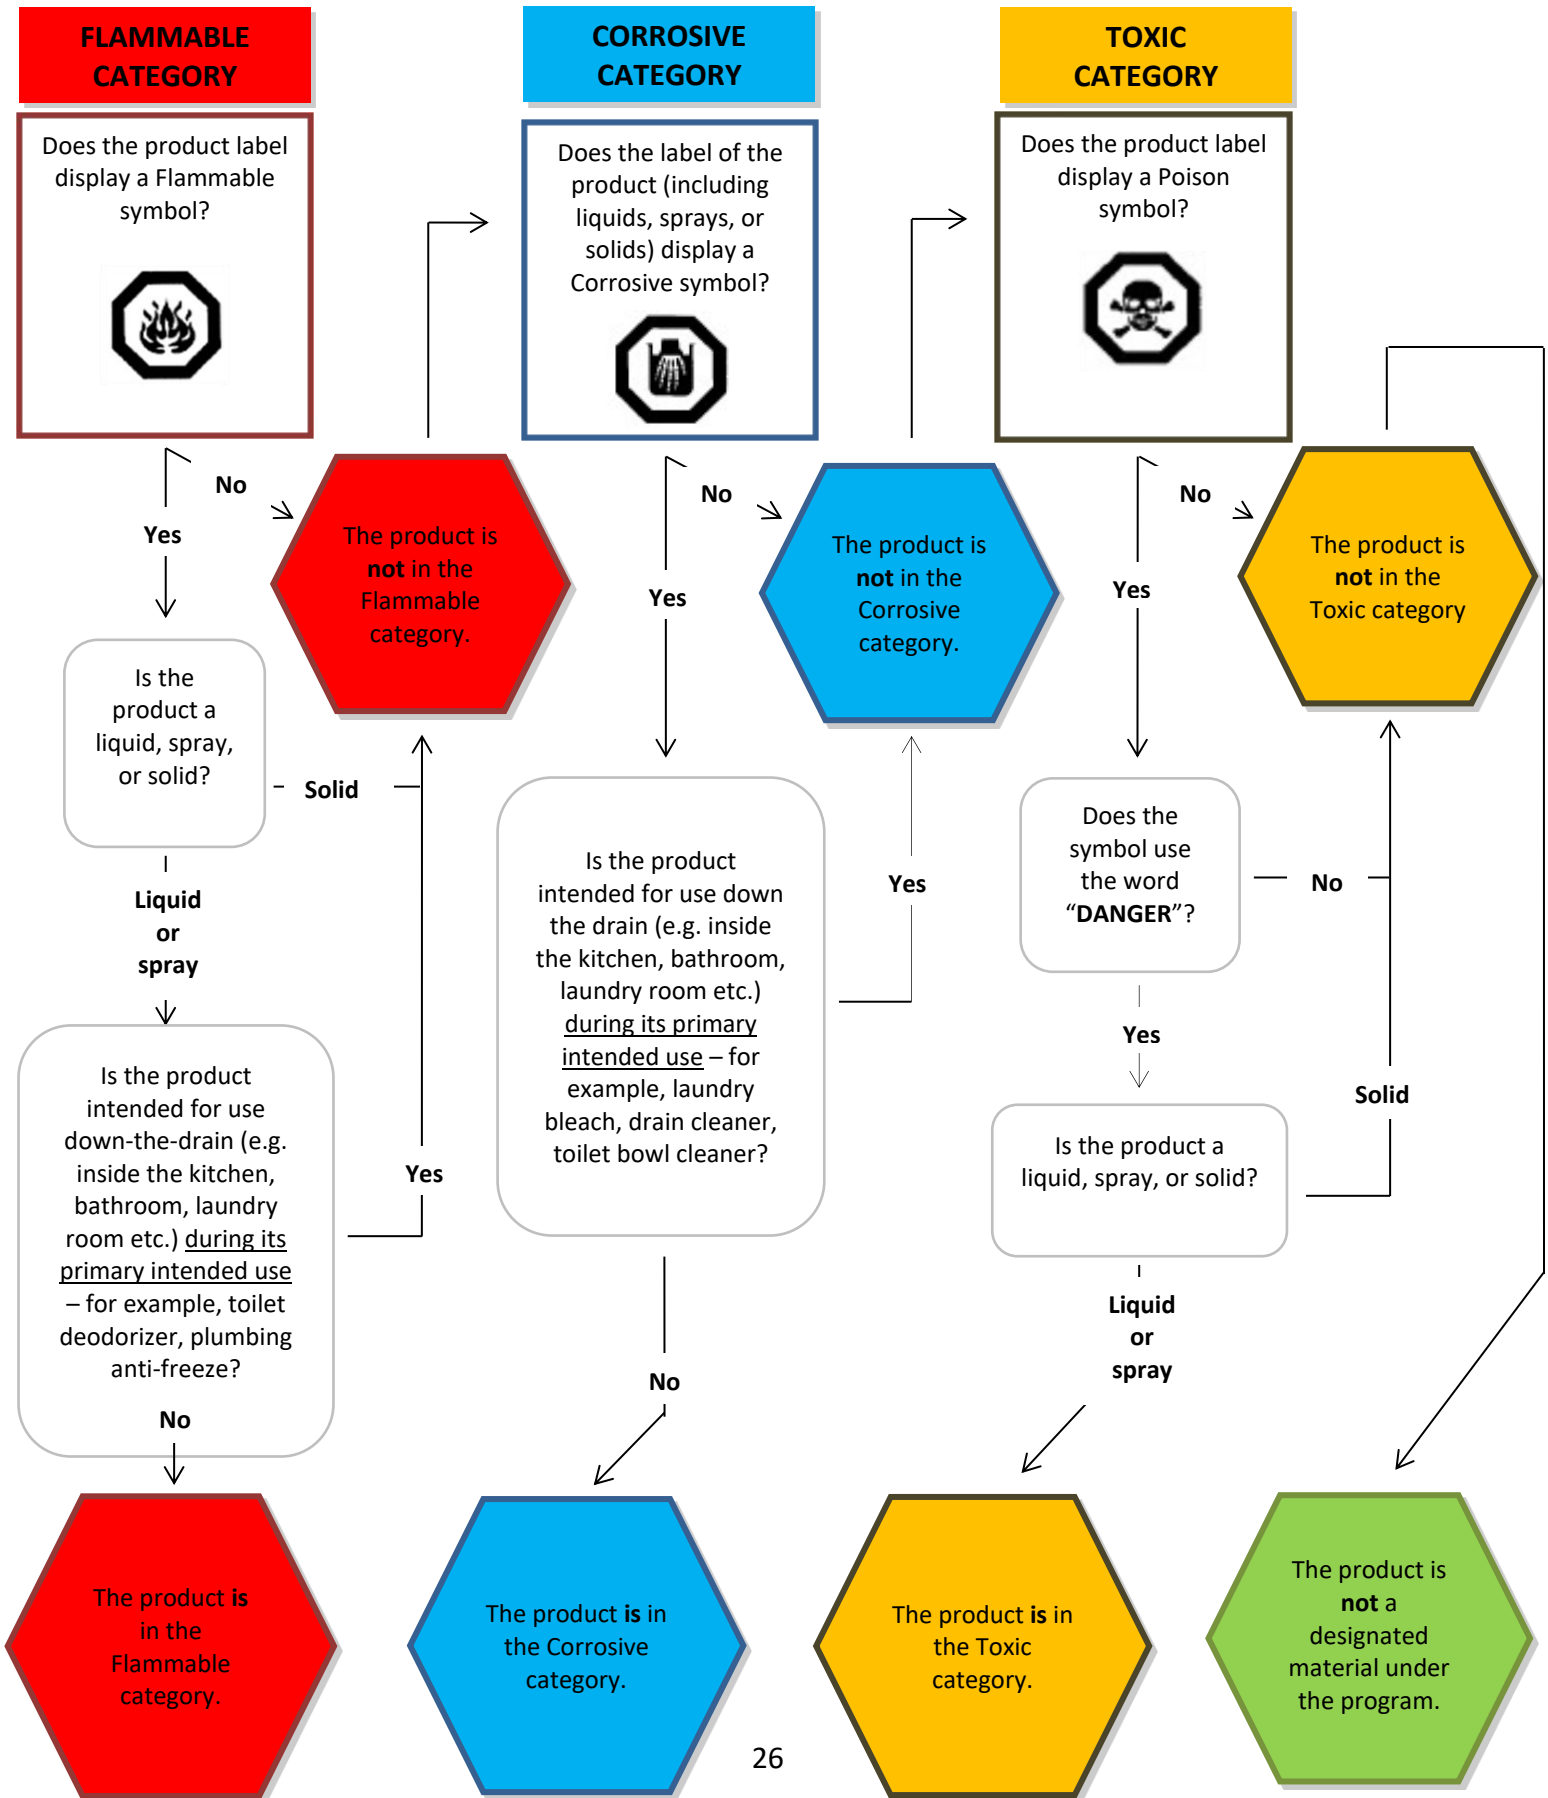 FLAMMABLE
CATEGORY
Does the product label
display a Flammable
symbol?
No
Yes
The product is
not in the
Flammable
category.
Is the
product a
liquid, spray,
or solid?
Solid
Liquid
or
spray
Is the product
intended for use
down-the-drain (e.g.
inside the kitchen,
bathroom, laundry
room etc.) during its
primary intended use
– for example, toilet
deodorizer, plumbing
anti-freeze?
Yes
No
The product is
in the
Flammable
category.
CORROSIVE
CATEGORY
Does the label of the
product (including
liquids, sprays, or
solids) display a
Corrosive symbol?
No
Yes
The product is
not in the
Corrosive
category.
Is the product
intended for use down
the drain (e.g. inside
the kitchen, bathroom,
laundry room etc.)
during its primary
intended use – for
example, laundry
bleach, drain cleaner,
toilet bowl cleaner?
Yes
No
The product is in
the Corrosive
category.
TOXIC
CATEGORY
Does the product label
display a Poison
symbol?
No
Yes
The product is
not in the
Toxic category
Does the
symbol use
the word
“DANGER”?
No
Yes
Is the product a
liquid, spray, or solid?
Solid
Liquid
or
spray
The product is in
the Toxic
category.
The product is
not a
designated
material under
the program.
26